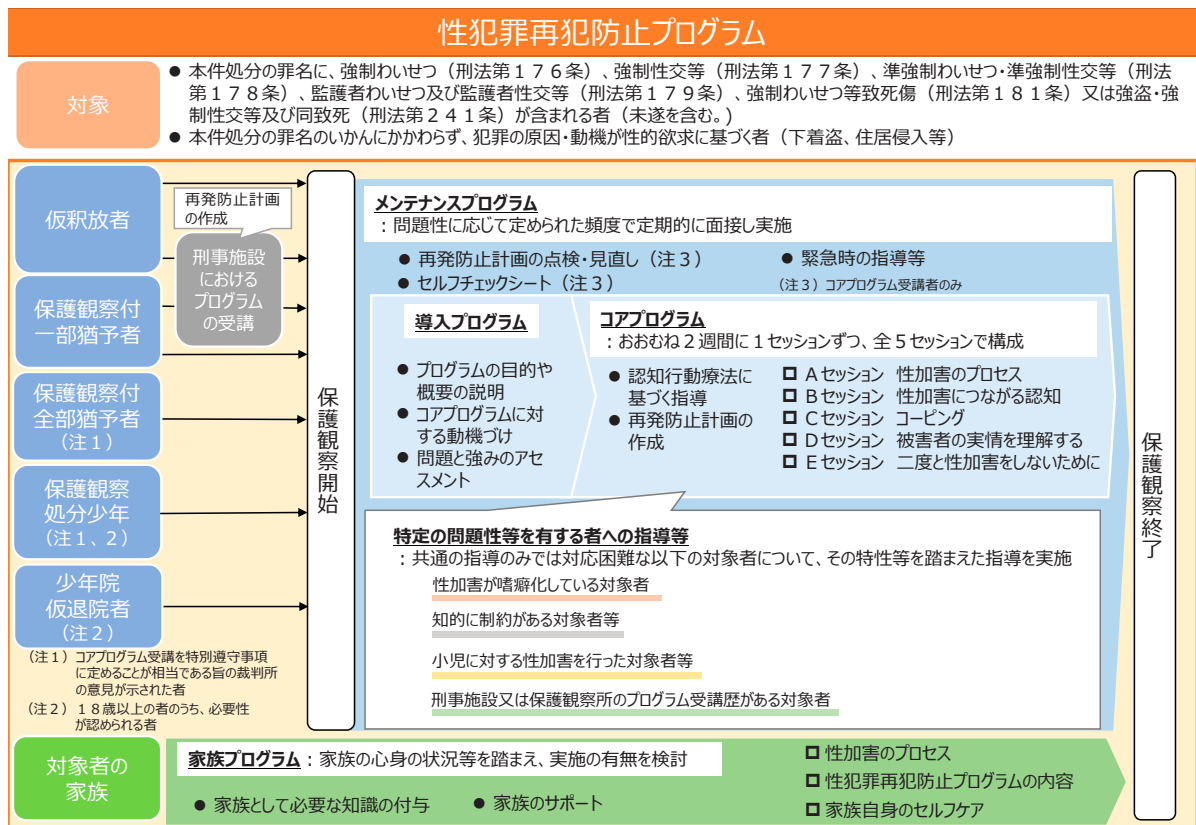 性犯罪再犯防止プログラム
対象
● 本件処分の罪名に、強制わいせつ（刑法第１７６条）、強制性交等（刑法第１７７条）、準強制わいせつ・準強制性交等（刑法
第１７８条）、監護者わいせつ及び監護者性交等（刑法第１７９条）、強制わいせつ等致死傷（刑法第１８１条）又は強盗・強
制性交等及び同致死（刑法第２４１条）が含まれる者（未遂を含む。)
● 本件処分の罪名のいかんにかかわらず、犯罪の原因・動機が性的欲求に基づく者（下着盗、住居侵入等）
仮釈放者
再発防止計画
の作成
刑事施設
における
プログラム
の受講
保護観察付
一部猶予者
保護観察付
全部猶予者
（注１）
保護観察
処分少年
（注１、２）
少年院
仮退院者
（注２）
（注１）コアプログラム受講を特別遵守事項
に定めることが相当である旨の裁判所
の意見が示された者
（注２）１８歳以上の者のうち、必要性
が認められる者
保護観察開始
メンテナンスプログラム
：問題性に応じて定められた頻度で定期的に面接し実施
● 再発防止計画の点検・見直し（注３）
● セルフチェックシート（注３）
● 緊急時の指導等
（注３）コアプログラム受講者のみ
導入プログラム
● プログラムの目的や
概要の説明
● コアプログラムに対
する動機づけ
● 問題と強みのアセ
スメント
コアプログラム
：おおむね２週間に１セッションずつ、全５セッションで構成
● 認知行動療法に
基づく指導
● 再発防止計画の
作成
□ Ａセッション 性加害のプロセス
□ Ｂセッション 性加害につながる認知
□ Ｃセッション コーピング
□ Ｄセッション 被害者の実情を理解する
□ Ｅセッション 二度と性加害をしないために
特定の問題性等を有する者への指導等
：共通の指導のみでは対応困難な以下の対象者について、その特性等を踏まえた指導を実施
性加害が嗜癖化している対象者
知的に制約がある対象者等
小児に対する性加害を行った対象者等
刑事施設又は保護観察所のプログラム受講歴がある対象者
保護観察終了
対象者の
家族
家族プログラム：家族の心身の状況等を踏まえ、実施の有無を検討
● 家族として必要な知識の付与
● 家族のサポート
□ 性加害のプロセス
□ 性犯罪再犯防止プログラムの内容
□ 家族自身のセルフケア